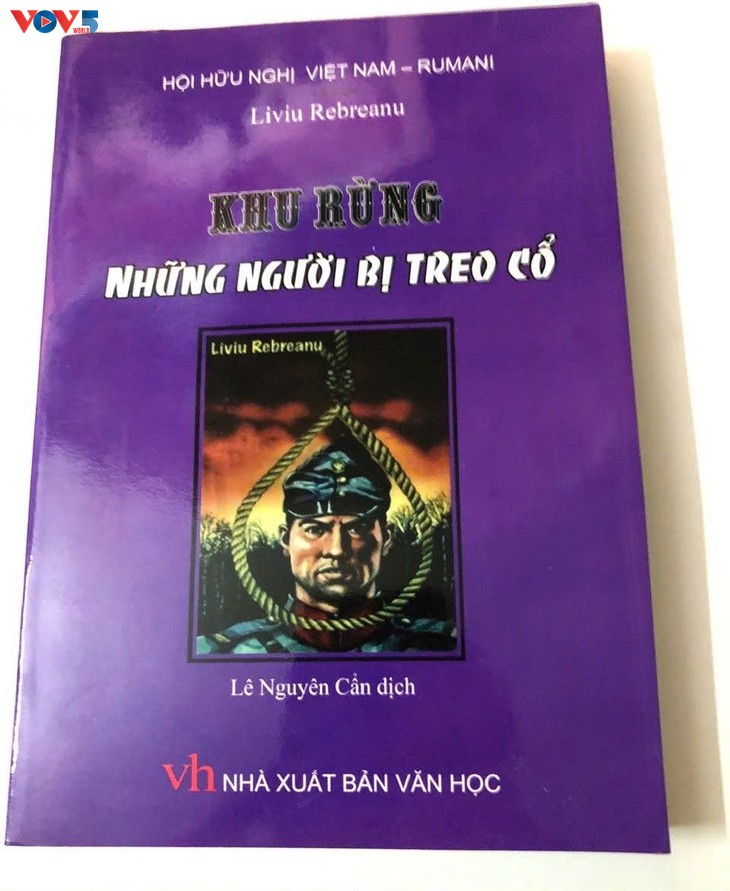 VOV5
WORLD
HỘI HỮU NGHỊ VIỆT NAM – RUMANI
Liviu Rebreanu
KHU RỪNG
NHỮNG NGƯỜI BỊ TREO CỔ
Liviu Rebreanu
Lê Nguyên Cẩn dịch
vh NHÀ XUẤT BẢN VĂN HỌC